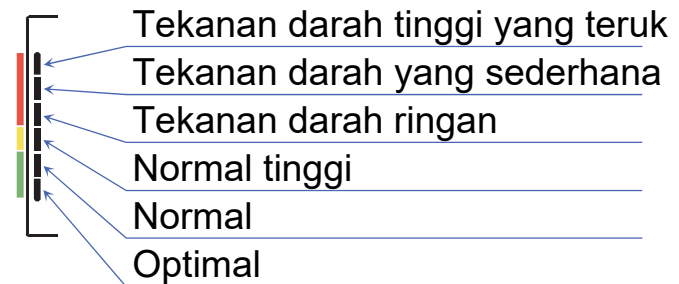 Tekanan darah tinggi yang teruk
Tekanan darah yang sederhana
Tekanan darah ringan
Normal tinggi
Normal
Optimal